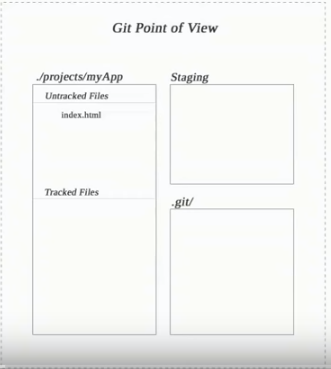 Git Point of View
./projects/myApp
Untracked Files
index.html
Tracked Files
Staging
.git/